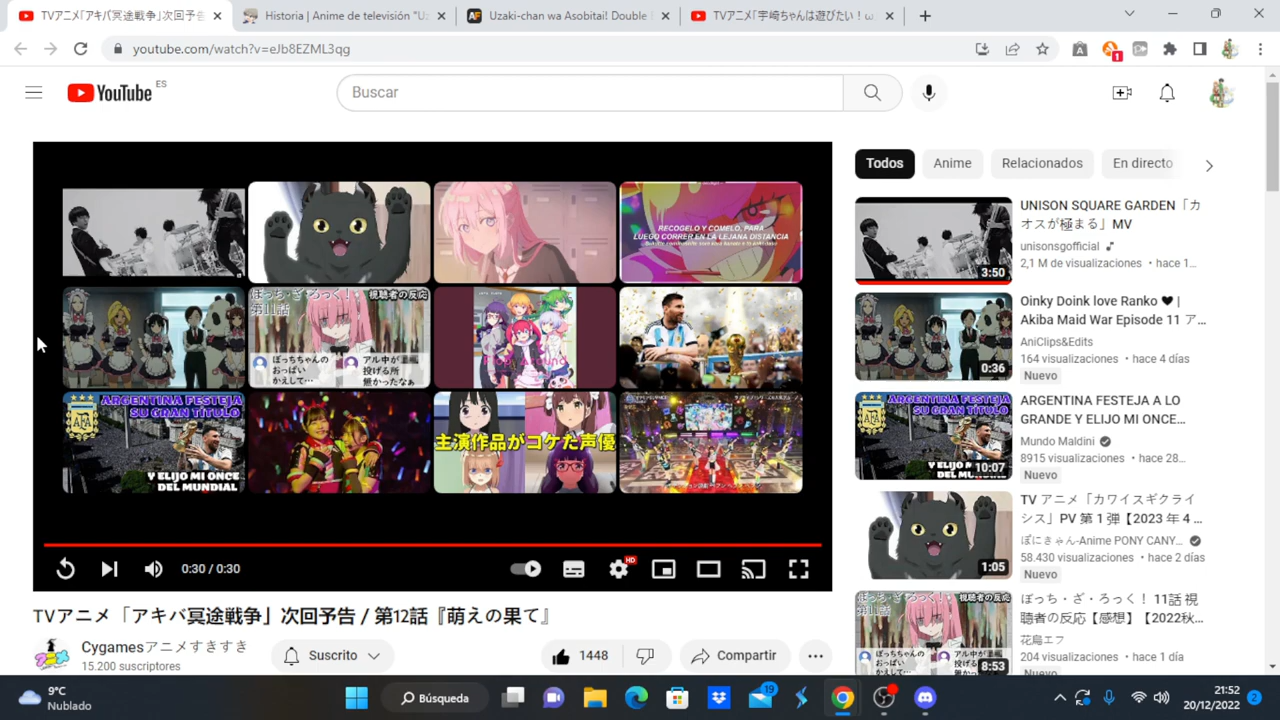 TVアニメ「アキバ冥途戦争」次回予告
Historia | Anime de televisión "Uz
Uzaki-chan wa Asobitai! Double
TVアニメ「宇崎ちゃんは遊びたい！ω
youtube.com/watch?v=eJb8EZML3qg
1
YouTube ES
Buscar
RECOGELO Y COMELO, PARA
LUEGO CORRER EN LA LEJANA DISTANCIA
ぼっち・ざ・ろっく！
第11話
視聴者の反応
ぼっちちゃんの
おっぱい
かえして…
投げる所
無かったなぁ
ARGENTINA FESTEJA
SU GRAN TÍTULO
Y ELIJO MI ONCE
DEL MUNDIAL
主演作品がコケた声優
0:30 / 0:30
HD
TVアニメ「アキバ冥途戦争」次回予告 / 第12話『萌えの果て』
Cygamesアニメすきすき
15.200 suscriptores
Suscrito
1448
Compartir
Todos
Anime
Relacionados
En directo
3:50
UNISON SQUARE GARDEN「カ
オスが極まる」MV
unisonsgofficial
2,1 M de visualizaciones • hace 1...
0:36
Oinky Doink love Ranko ❤ |
Akiba Maid War Episode 11 ア...
AniClips&Edits
164 visualizaciones • hace 4 días
Nuevo
ARGENTINA FESTEJA
SU GRAN TÍTULO
10:07
ARGENTINA FESTEJA A LO
GRANDE Y ELIJO MI ONCE...
Mundo Maldini
8915 visualizaciones • hace 28...
Nuevo
1:05
TV アニメ「カワイスギクライ
シス」PV 第 1 弾【2023 年 4 ...
ぽにきゃん-Anime PONY CANY...
58.430 visualizaciones • hace 2 días
Nuevo
8:53
ぼっち・ざ・ろっく！ 11話 視
聴者の反応【感想】【2022秋...
花鳥エフ
204 visualizaciones • hace 1 día
Nuevo
9°C
Nublado
Búsqueda
19
21:52
20/12/2022
2